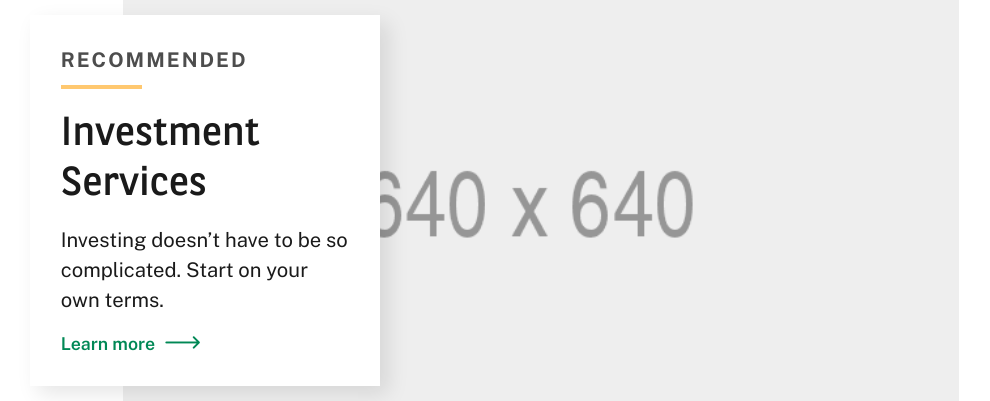 RECOMMENDED
Investment
Services
Investing doesn’t have to be so
complicated. Start on your
own terms.
Learn more
640 x 640